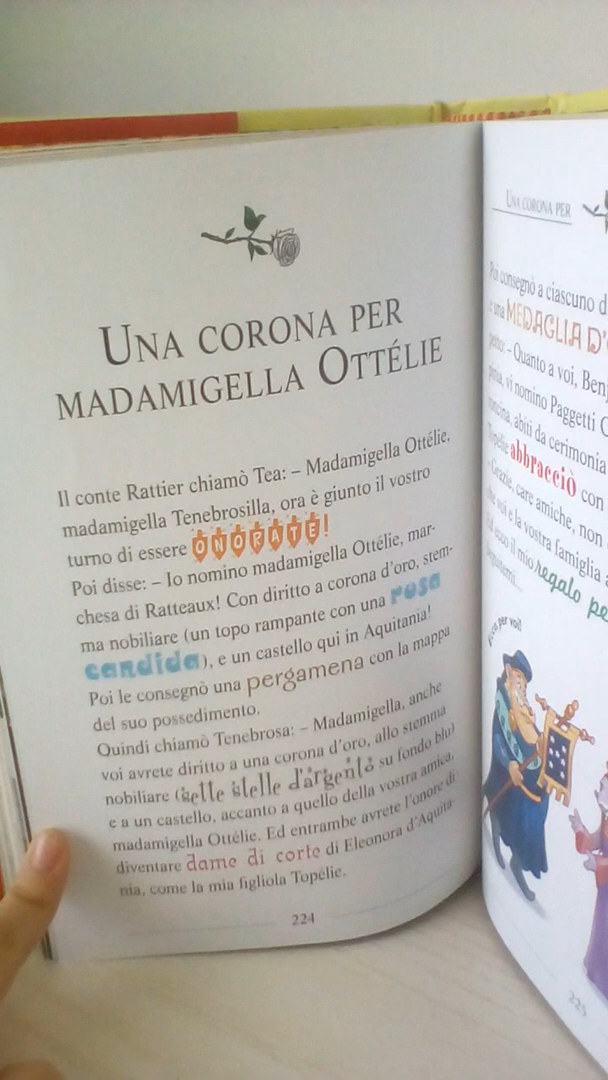 UNA CORONA PER
MADAMIGELLA OTTÉLIE
Il conte Rattier chiamò Tea: – Madamigella Ottélie,
madamigella Tenebrosilla, ora è giunto il vostro
turno di essere ONORATE!
Poi disse: – Io nomino madamigella Ottélie, mar-
chesa di Ratteaux! Con diritto a corona d'oro, stem-
ma nobiliare (un topo rampante con una rosa
candida), e un castello qui in Aquitania!
Poi le consegnò una pergamena con la mappa
del suo possedimento.
Quindi chiamò Tenebrosa: – Madamigella, anche
voi avrete diritto a una corona d'oro, allo stemma
nobiliare (sette stelle d'argento su fondo blu)
e a un castello, accanto a quello della vostra amica,
madamigella Ottélie. Ed entrambe avrete l'onore di
diventare dame di corte di Eleonora d'Aquita-
nia, come la mia figliola Topélie.
224
UNA CORONA PER
Poi consegnò a ciascuno d
e una MEDAGLIA D'
– Quanto a voi, Benj
vi nomino Paggetti C
abiti da cerimonia
Topélie abbracciò con
– Grazie, care amiche, non
che voi e la vostra famiglia a
ed ecco il mio regalo pe
per voi!
225